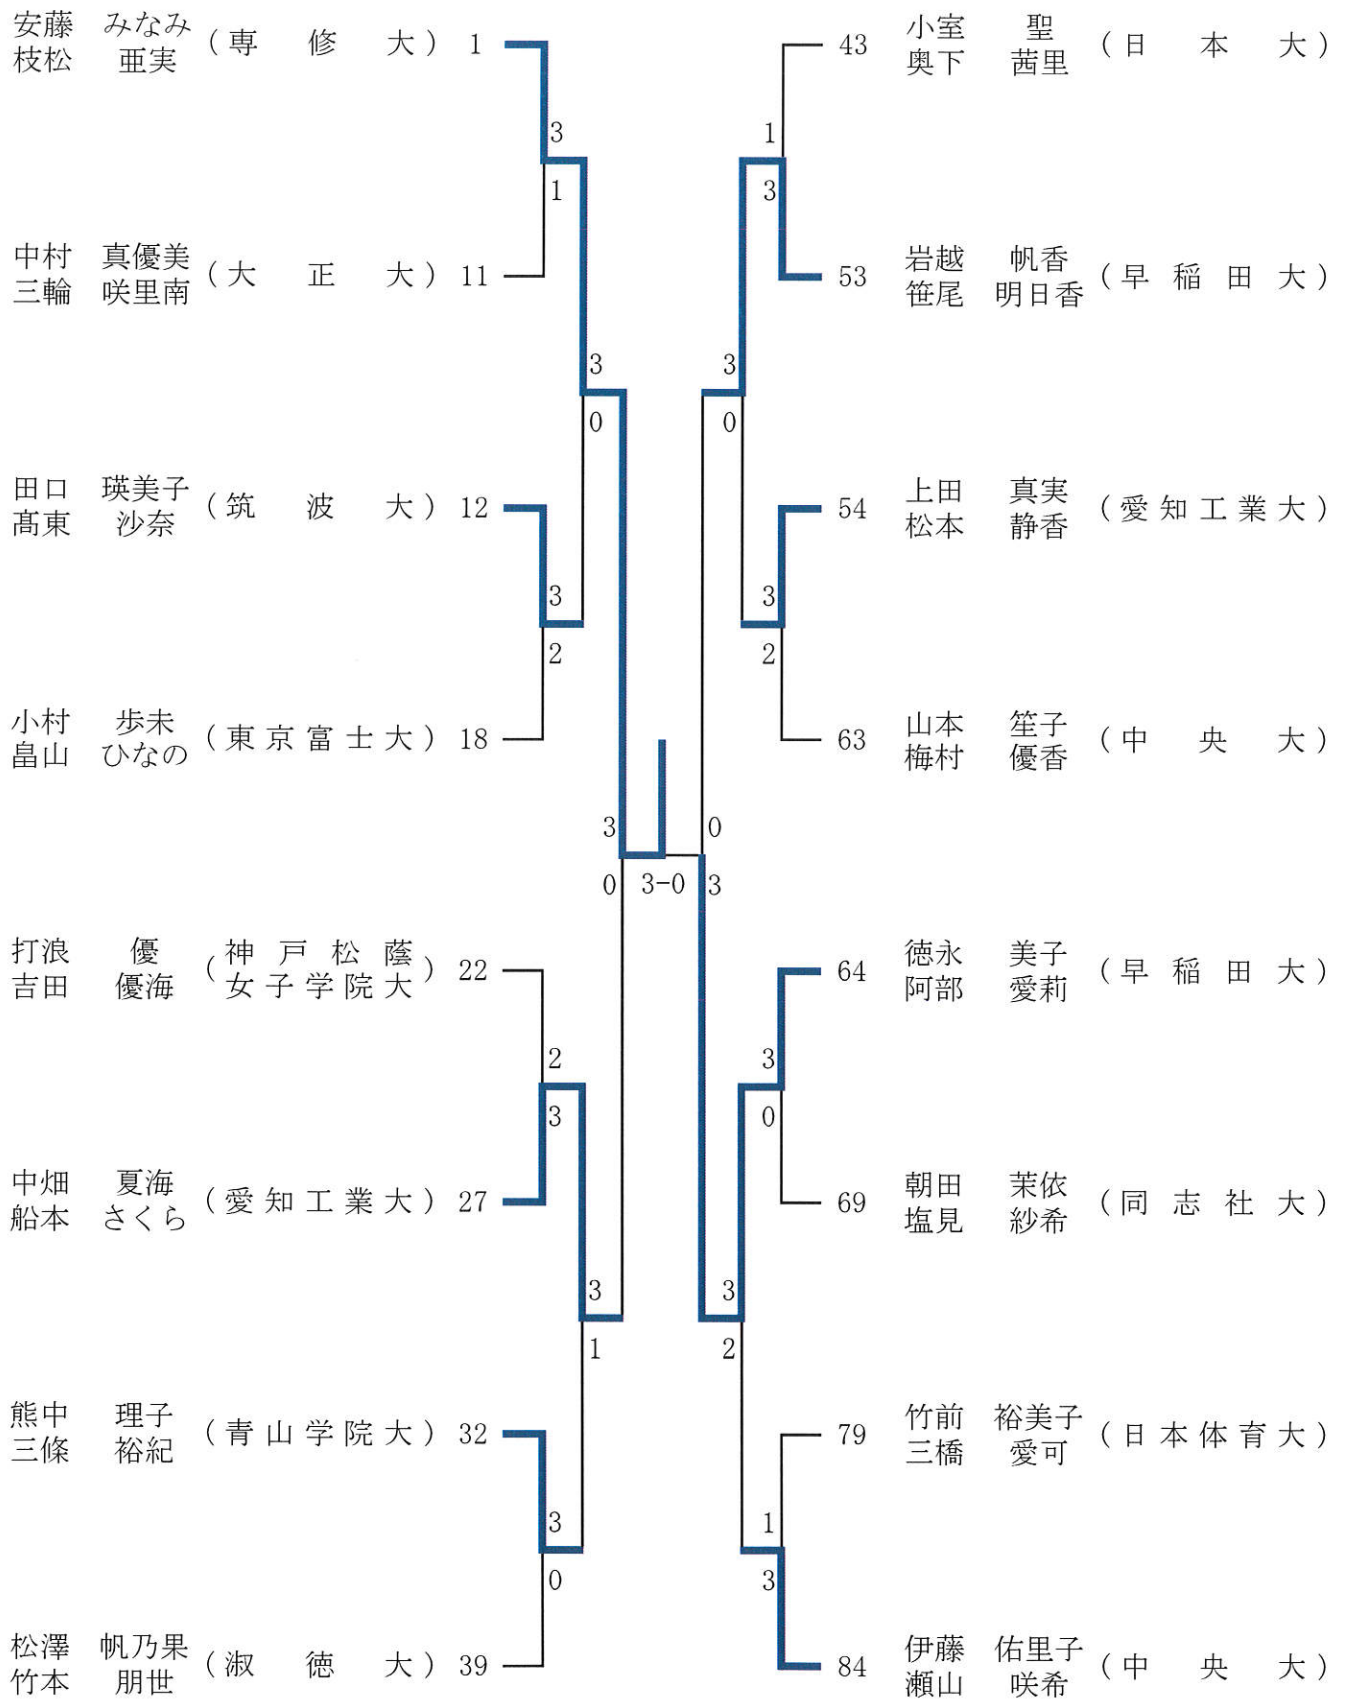 安藤 みなみ
枝松 亜実
(専修大) 1
3
1
中村 真優美
三輪 咲里南
(大正大) 11
3
0
田口 瑛美子
髙東 沙奈
(筑波大) 12
3
2
小村 歩未
畠山 ひなの
(東京富士大) 18
3
0
3-0
打浪 優
吉田 優海
(神戸松蔭
女子学院大) 22
2
3
中畑 夏海
船本 さくら
(愛知工業大) 27
3
1
熊中 理子
三條 裕紀
(青山学院大) 32
3
0
松澤 帆乃果
竹本 朋世
(淑徳大) 39
43 小室 聖
奥下 茜里
(日本大)
1
3
53 岩越 帆香
笹尾 明日香
(早稲田大)
3
0
54 上田 真実
松本 静香
(愛知工業大)
3
2
63 山本 笙子
梅村 優香
(中央大)
0
3
64 徳永 美子
阿部 愛莉
(早稲田大)
3
0
69 朝田 茉依
塩見 紗希
(同志社大)
3
2
79 竹前 裕美子
三橋 愛可
(日本体育大)
1
3
84 伊藤 佑里子
瀬山 咲希
(中央大)